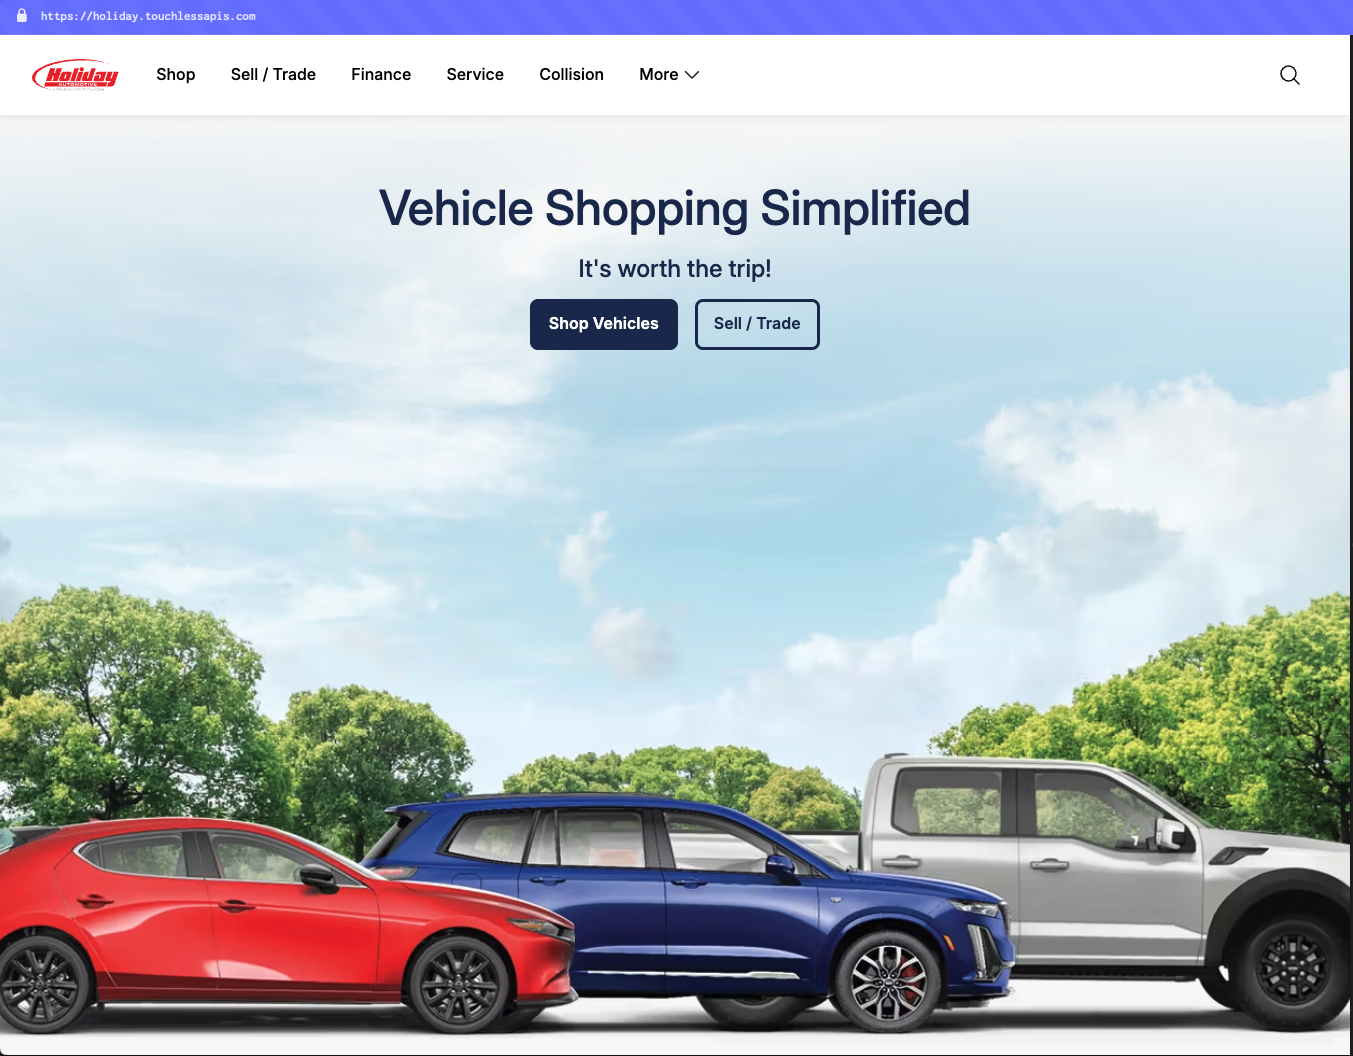 https://holiday.touchlessapis.com
Holiday
AUTOMOTIVE
Shop
Sell / Trade
Finance
Service
Collision
More
Vehicle Shopping Simplified
It's worth the trip!
Shop Vehicles
Sell / Trade